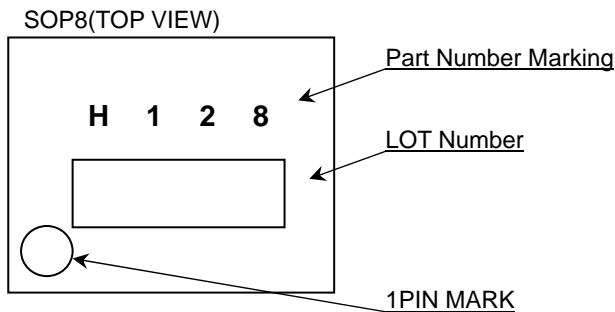 SOP8(TOP VIEW)
Part Number Marking
H 1 2 8
LOT Number
1PIN MARK